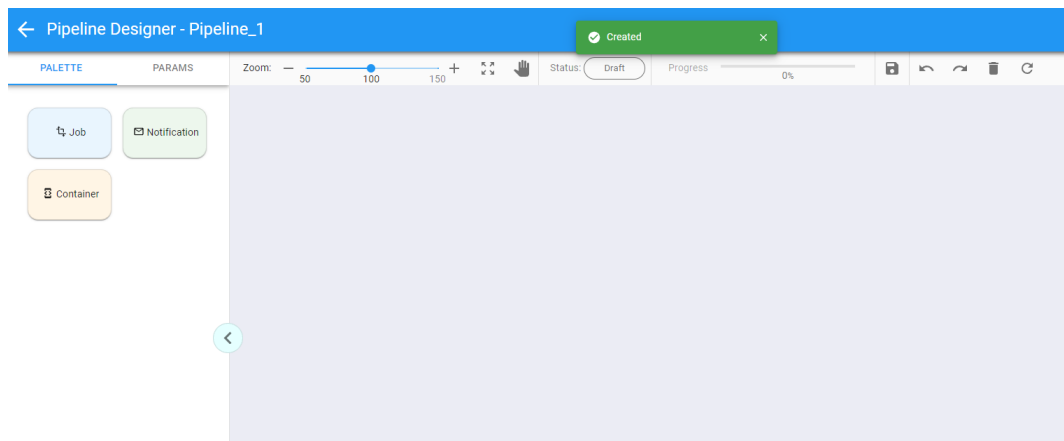 Pipeline Designer - Pipeline_1
Created
PALETTE
PARAMS
Zoom:
50
100
150
Status:
Draft
Progress
0%
Job
Notification
Container